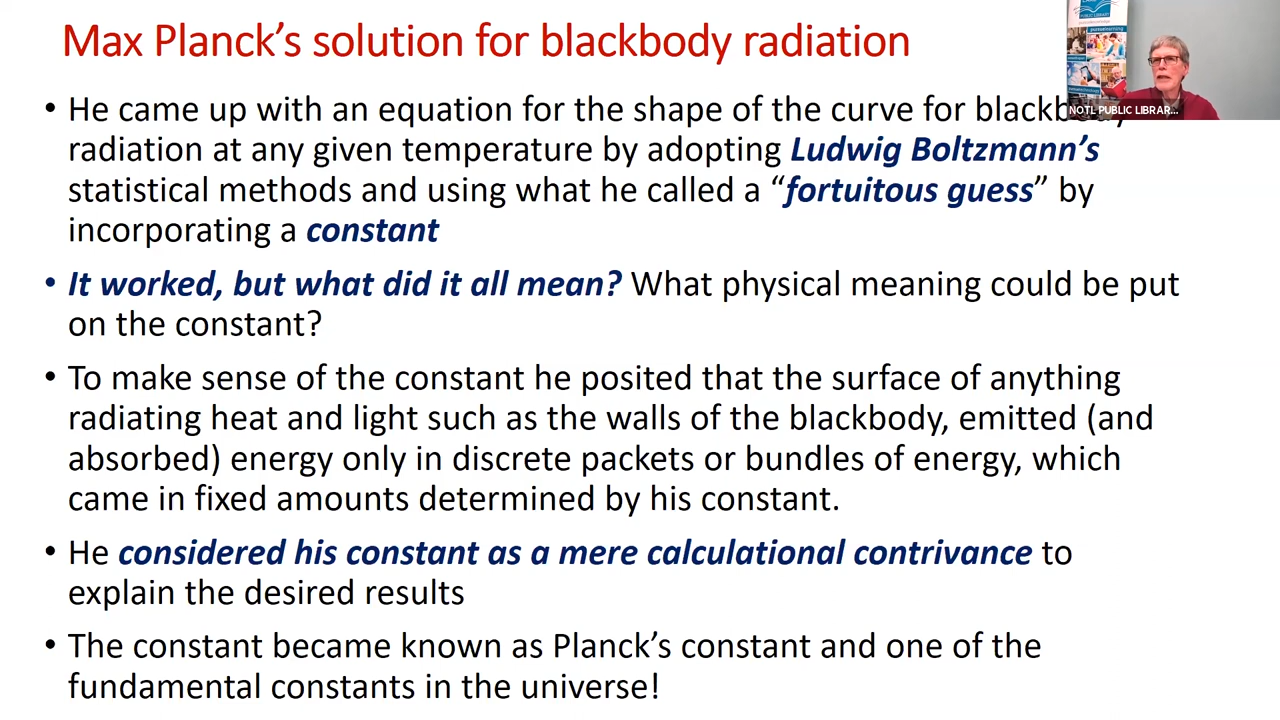 Max Planck’s solution for blackbody radiation
• He came up with an equation for the shape of the curve for blackbody
radiation at any given temperature by adopting Ludwig Boltzmann’s
statistical methods and using what he called a “fortuitous guess” by
incorporating a constant
• It worked, but what did it all mean? What physical meaning could be put
on the constant?
• To make sense of the constant he posited that the surface of anything
radiating heat and light such as the walls of the blackbody, emitted (and
absorbed) energy only in discrete packets or bundles of energy, which
came in fixed amounts determined by his constant.
• He considered his constant as a mere calculational contrivance to
explain the desired results
• The constant became known as Planck’s constant and one of the
fundamental constants in the universe!
PUBLIC LIBRARY
NOTL PUBLIC LIBRAR...